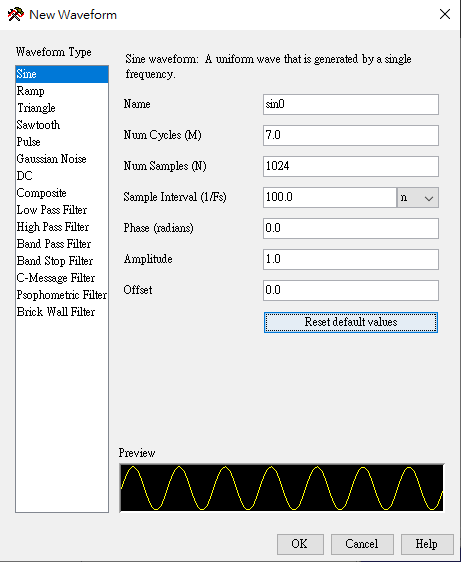 New Waveform
Waveform Type
Sine
Ramp
Triangle
Sawtooth
Pulse
Gaussian Noise
DC
Composite
Low Pass Filter
High Pass Filter
Band Pass Filter
Band Stop Filter
C-Message Filter
Psophometric Filter
Brick Wall Filter
Sine waveform: A uniform wave that is generated by a single
frequency.
Name sin0
Num Cycles (M) 7.0
Num Samples (N) 1024
Sample Interval (1/Fs) 100.0 n
Phase (radians) 0.0
Amplitude 1.0
Offset 0.0
Reset default values
Preview
OK Cancel Help